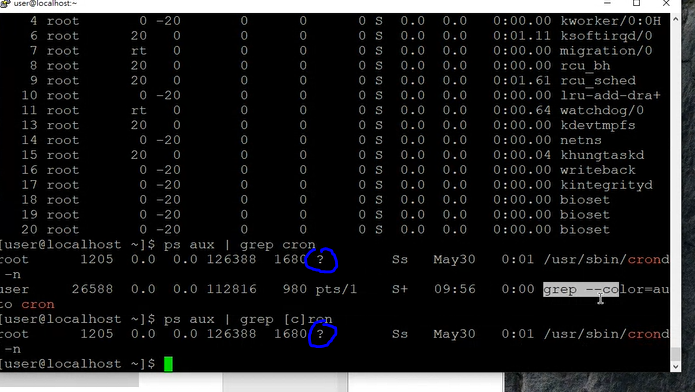 user@localhost:~
4 root 0 -20 0 0 0 S 0.0 0.0 0:00.00 kworker/0:0H
6 root 20 0 0 0 0 S 0.0 0.0 0:01.11 ksoftirqd/0
7 root rt 0 0 0 0 S 0.0 0.0 0:00.00 migration/0
8 root 20 0 0 0 0 S 0.0 0.0 0:00.00 rcu_bh
9 root 20 0 0 0 0 S 0.0 0.0 0:01.61 rcu_sched
10 root 0 -20 0 0 0 S 0.0 0.0 0:00.00 lru-add-dra+
11 root rt 0 0 0 0 S 0.0 0.0 0:00.64 watchdog/0
13 root 20 0 0 0 0 S 0.0 0.0 0:00.00 kdevtmpfs
14 root 0 -20 0 0 0 S 0.0 0.0 0:00.00 netns
15 root 20 0 0 0 0 S 0.0 0.0 0:00.04 khungtaskd
16 root 0 -20 0 0 0 S 0.0 0.0 0:00.00 writeback
17 root 0 -20 0 0 0 S 0.0 0.0 0:00.00 kintegrityd
18 root 0 -20 0 0 0 S 0.0 0.0 0:00.00 bioset
19 root 0 -20 0 0 0 S 0.0 0.0 0:00.00 bioset
20 root 0 -20 0 0 0 S 0.0 0.0 0:00.00 bioset
[user@localhost ~]$ ps aux | grep cron
root 1205 0.0 0.0 126388 1680 ? Ss May30 0:01 /usr/sbin/crond
-n
user 26588 0.0 0.0 112816 980 pts/1 S+ 09:56 0:00 grep --color=au
to cron
[user@localhost ~]$ ps aux | grep [c]ron
root 1205 0.0 0.0 126388 1680 ? Ss May30 0:01 /usr/sbin/crond
-n
[user@localhost ~]$